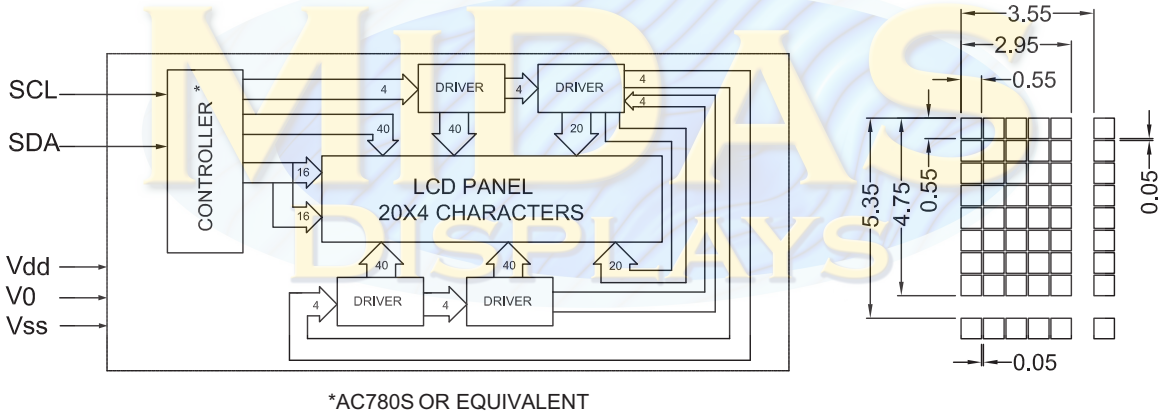 MIDAS
DISPLAYS
SCL
SDA
Vdd
V0
Vss
CONTROLLER *
4
DRIVER
4
DRIVER
4
4
40
40
20
16
16
LCD PANEL
20X4 CHARACTERS
40
40
20
4
DRIVER
4
DRIVER
*AC780S OR EQUIVALENT
3.55
2.95
0.55
5.35
4.75
0.55
0.05
0.05